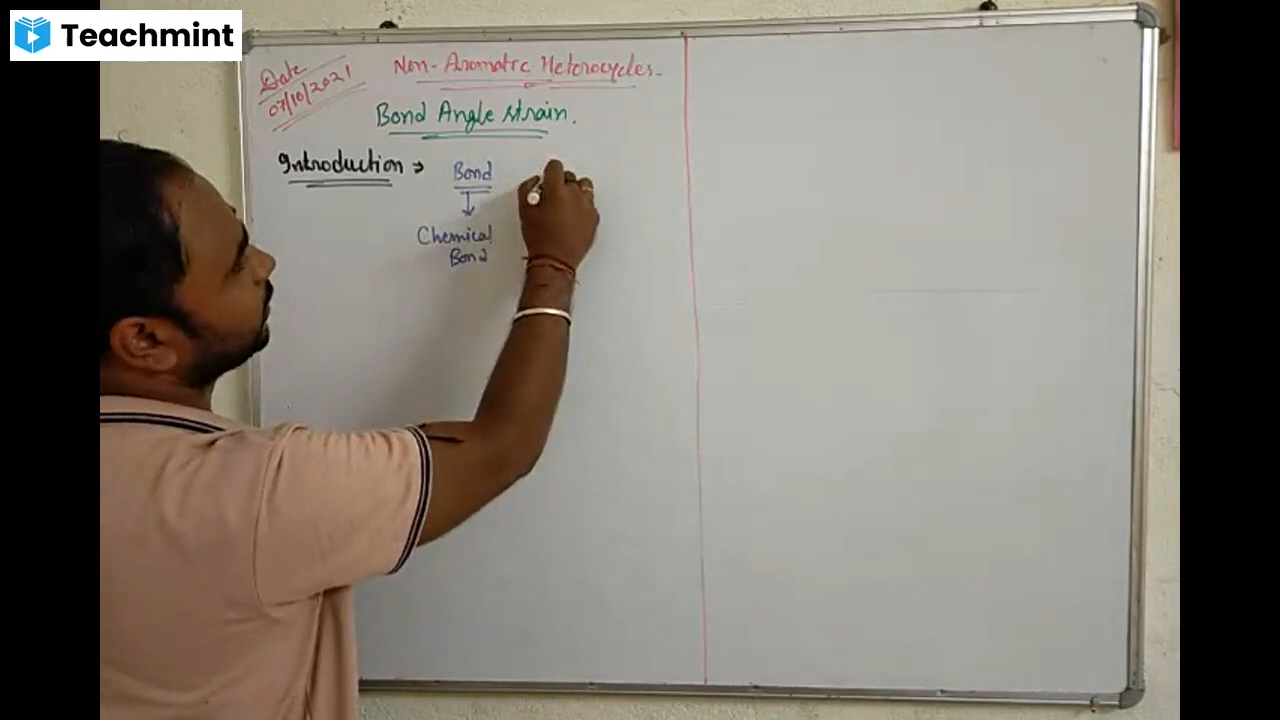 Teachmint
Date
07/10/2021
Non-Aromatic Heterocycles.
Bond Angle strain.
Introduction → Bond
↓
Chemical
Bond